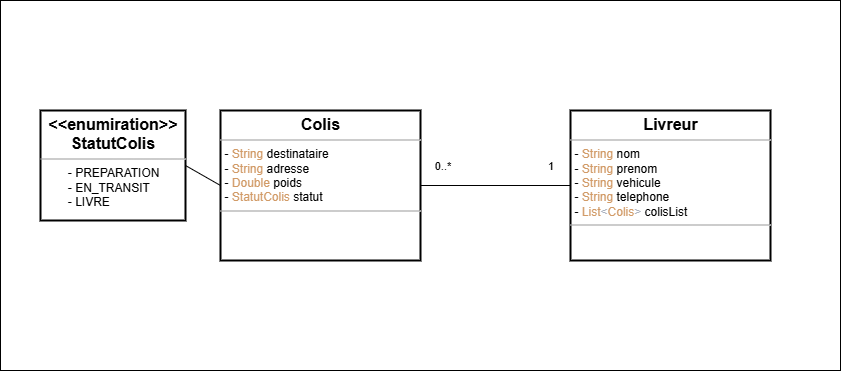 <<enumiration>>
StatutColis
- PREPARATION
- EN_TRANSIT
- LIVRE
Colis
- String destinataire
- String adresse
- Double poids
- StatutColis statut
0..*
1
Livreur
- String nom
- String prenom
- String vehicule
- String telephone
- List<Colis> colisList